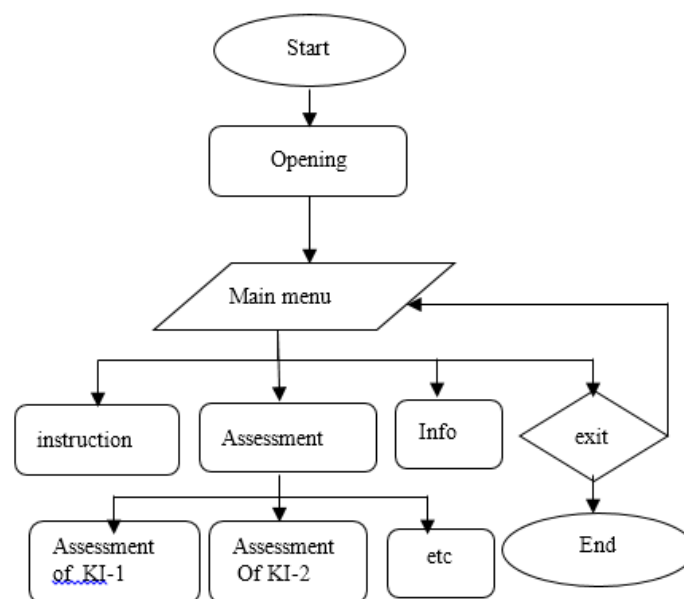 Start
Opening
Main menu
instruction
Assessment
Info
exit
Assessment
of KI-1
Assessment
Of KI-2
etc
End